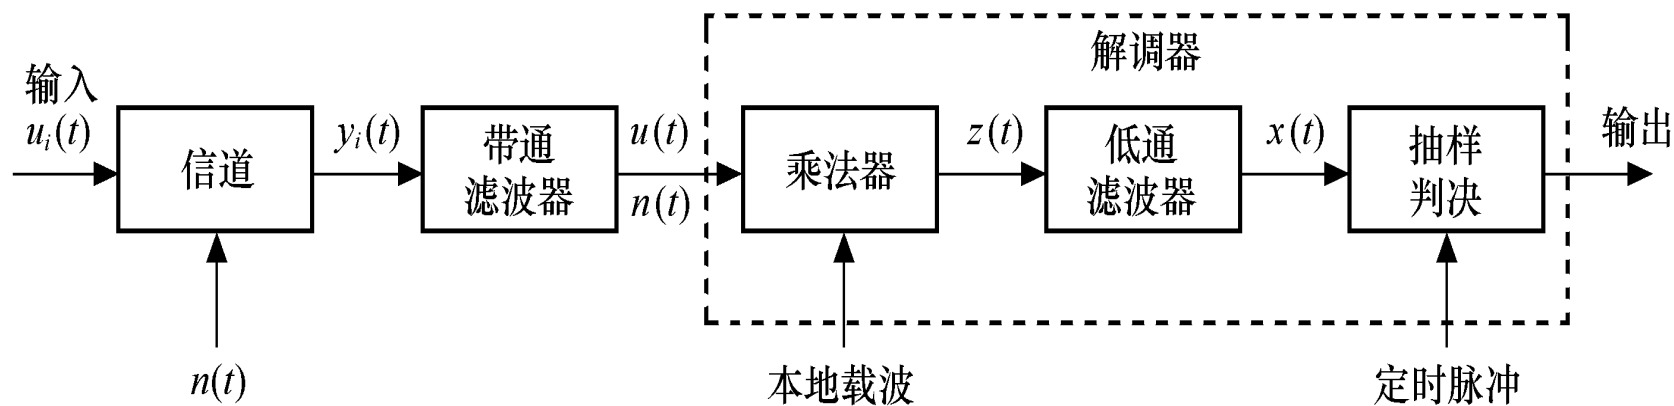 解调器
输入
u_i(t)
信道
y_i(t)
带通
滤波器
u(t)
n(t)
乘法器
z(t)
低通
滤波器
x(t)
抽样
判决
输出
n(t)
本地载波
定时脉冲